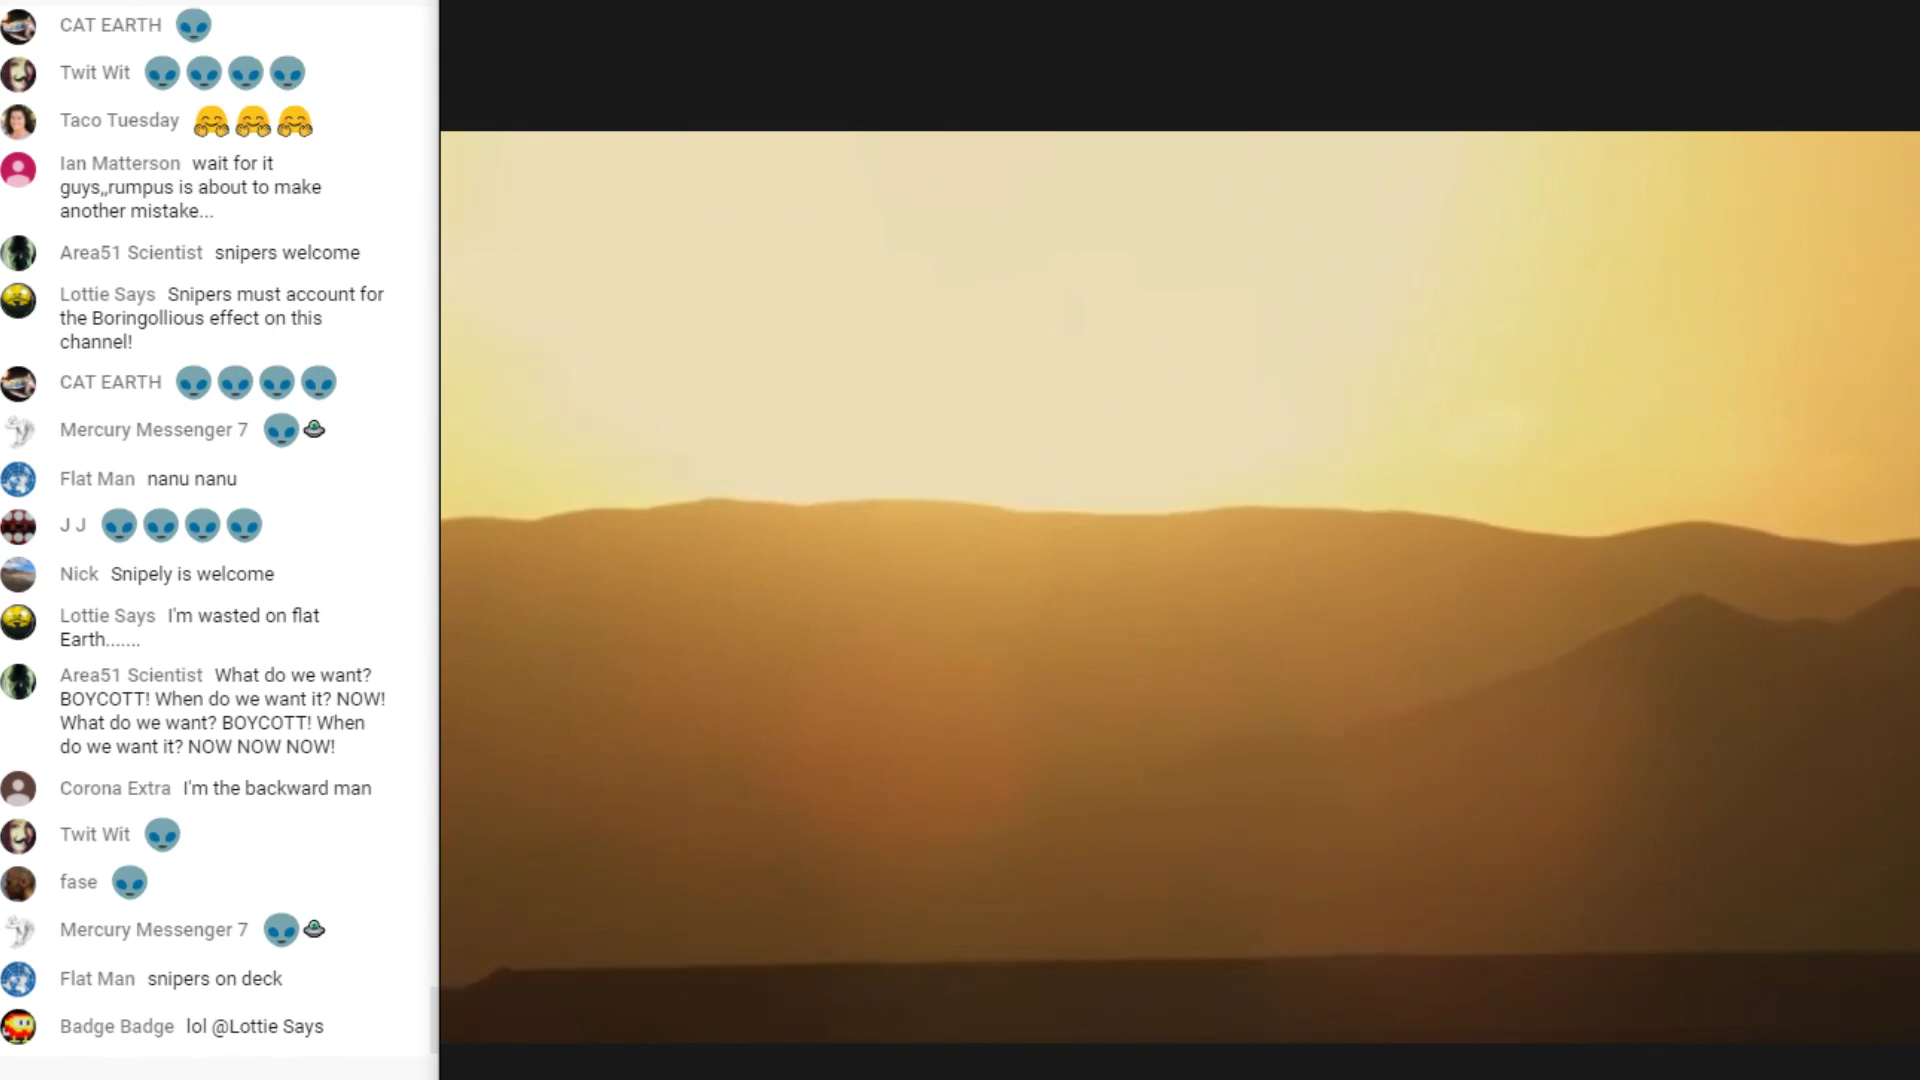 CAT EARTH 👽
Twit Wit 👽👽👽👽
Taco Tuesday 🤗🤗🤗
Ian Matterson wait for it
guys,,rumpus is about to make
another mistake...
Area51 Scientist snipers welcome
Lottie Says Snipers must account for
the Boringollious effect on this
channel!
CAT EARTH 👽👽👽👽
Mercury Messenger 7 👽🛸
Flat Man nanu nanu
J J 👽👽👽👽
Nick Snipely is welcome
Lottie Says I'm wasted on flat
Earth.......
Area51 Scientist What do we want?
BOYCOTT! When do we want it? NOW!
What do we want? BOYCOTT! When
do we want it? NOW NOW NOW!
Corona Extra I'm the backward man
Twit Wit 👽
fase 👽
Mercury Messenger 7 👽🛸
Flat Man snipers on deck
Badge Badge lol @Lottie Says